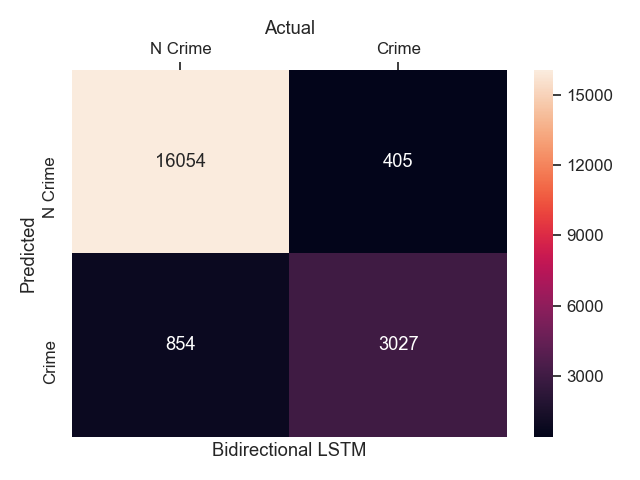 Actual
N Crime Crime
15000
16054 405
N Crime
12000
9000
Predicted
6000
854 3027
Crime
3000
Bidirectional LSTM